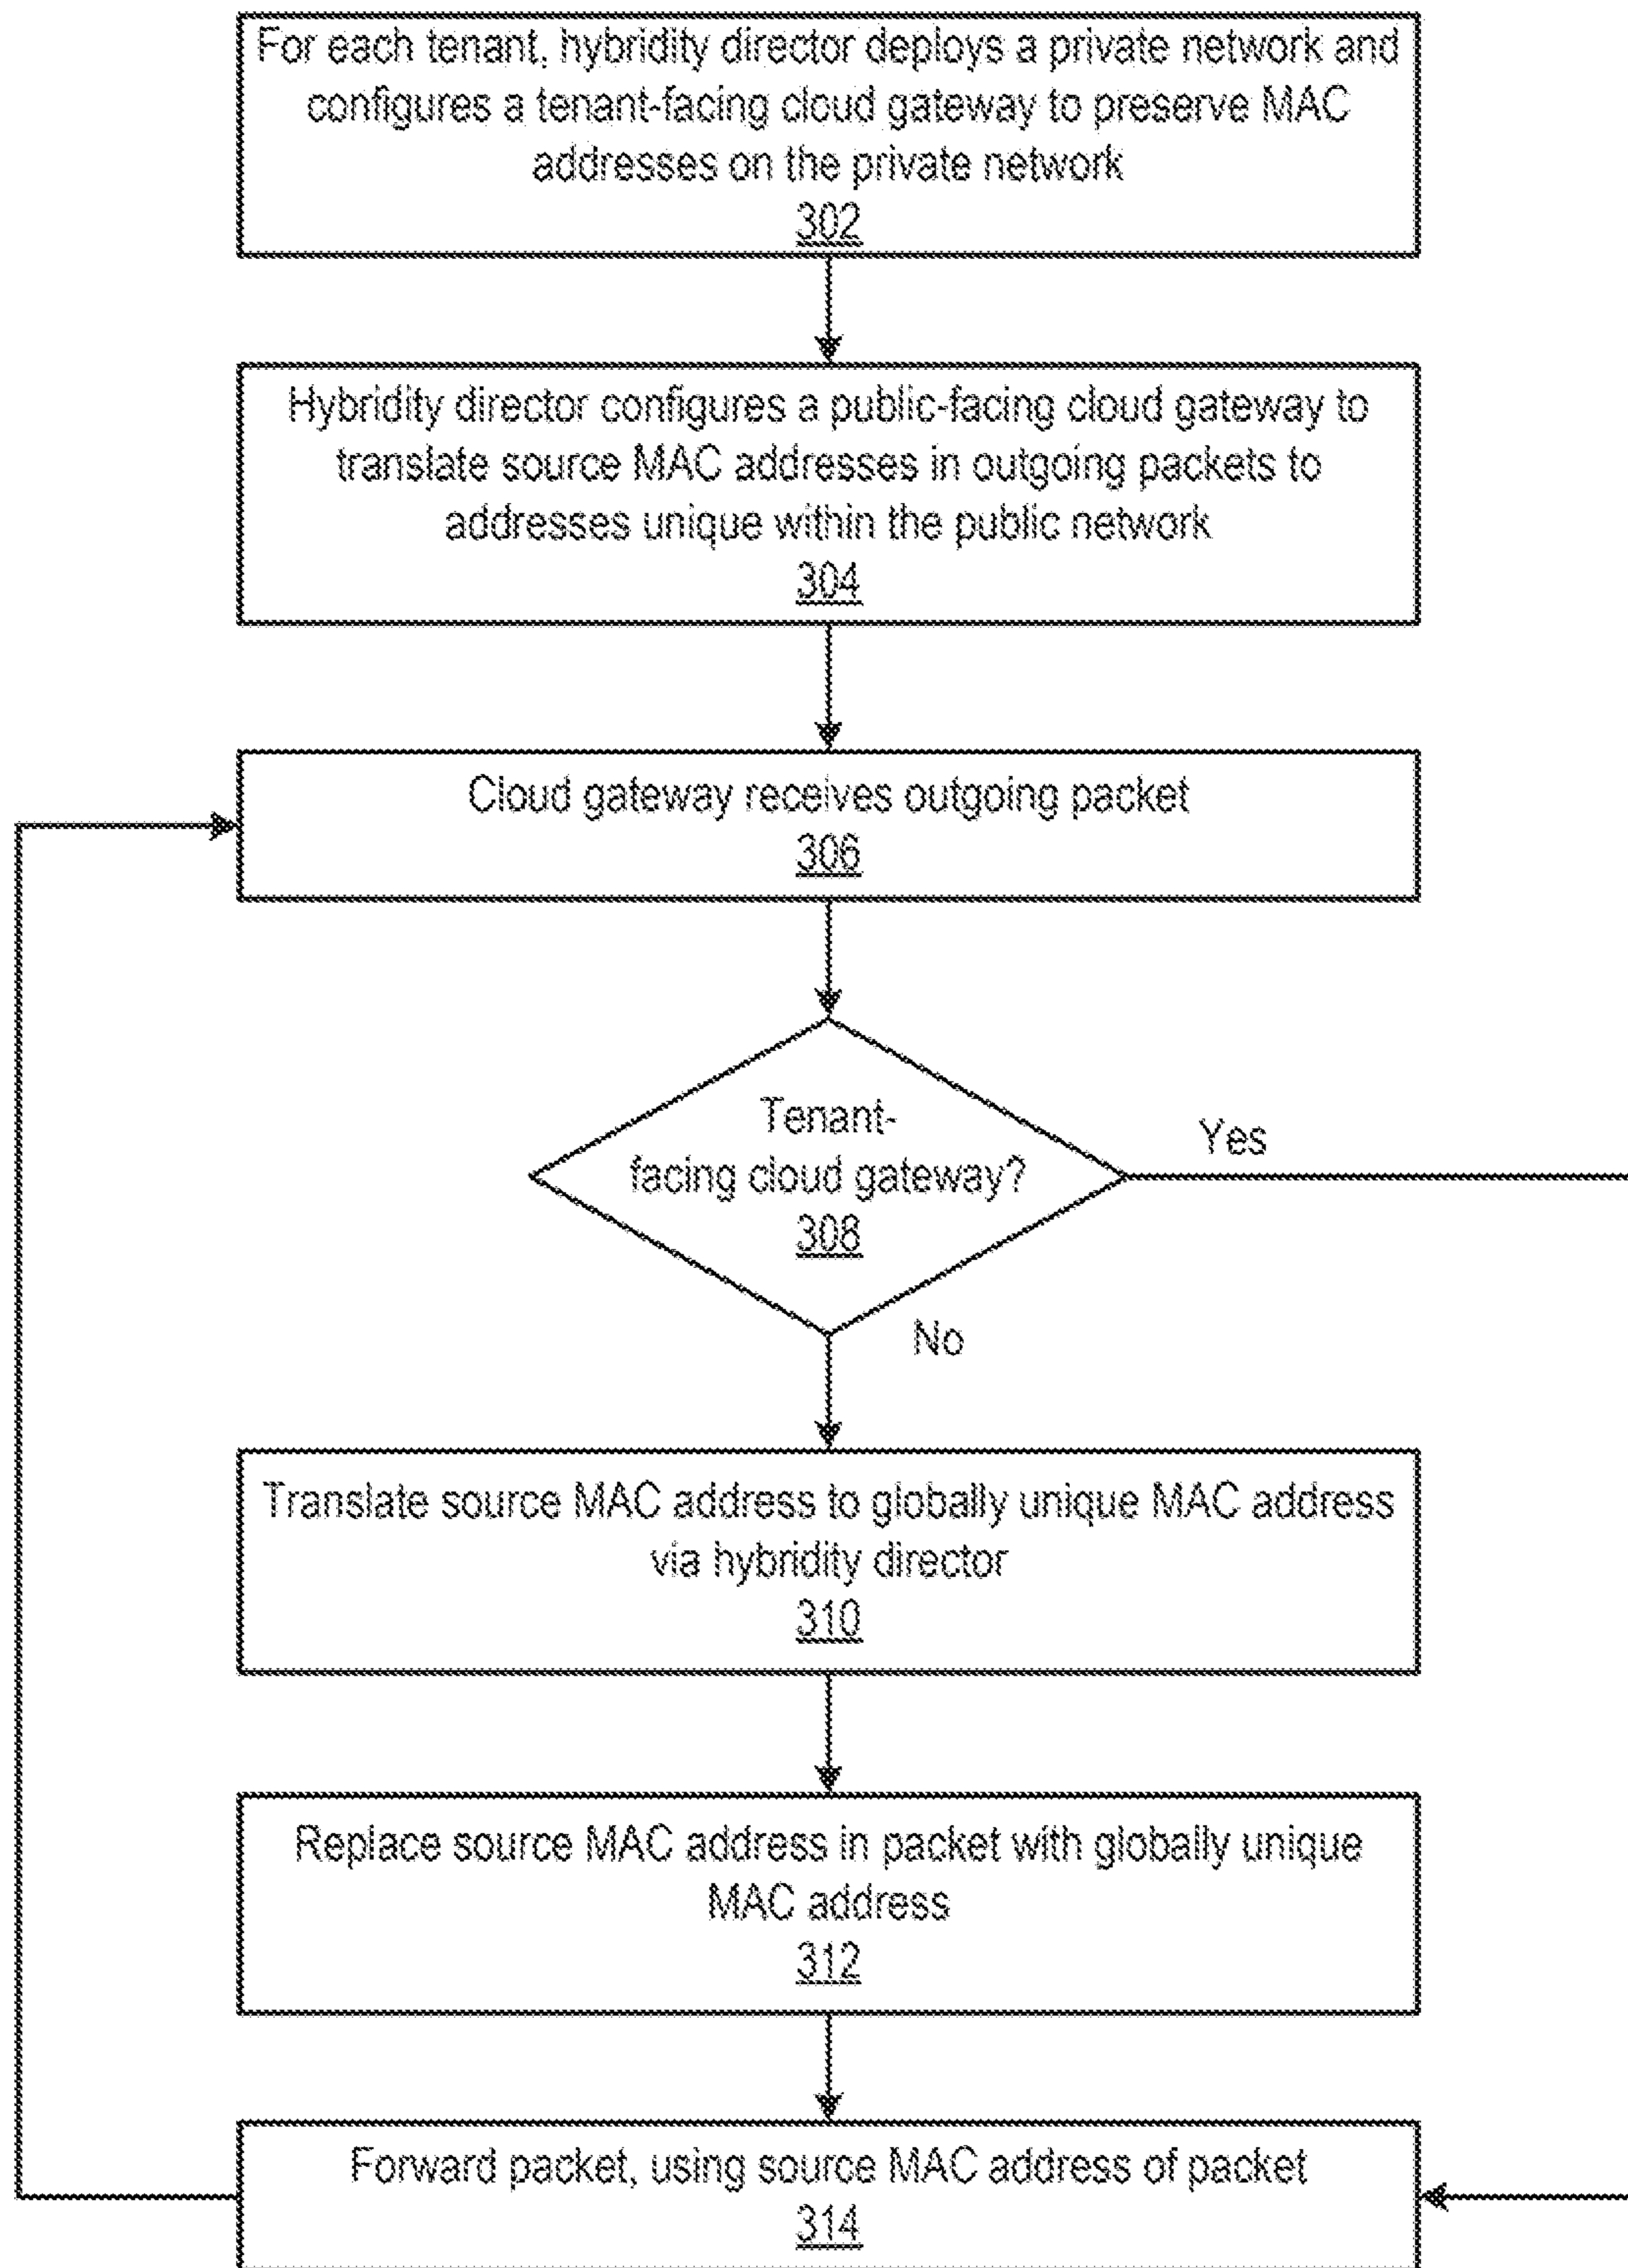 For each tenant, hybridity director deploys a private network and
configures a tenant-facing cloud gateway to preserve MAC
addresses on the private network
302
Hybridity director configures a public-facing cloud gateway to
translate source MAC addresses in outgoing packets to
addresses unique within the public network
304
Cloud gateway receives outgoing packet
306
Tenant-
facing cloud gateway?
308
Yes
No
Translate source MAC address to globally unique MAC address
via hybridity director
310
Replace source MAC address in packet with globally unique
MAC address
312
Forward packet, using source MAC address of packet
314